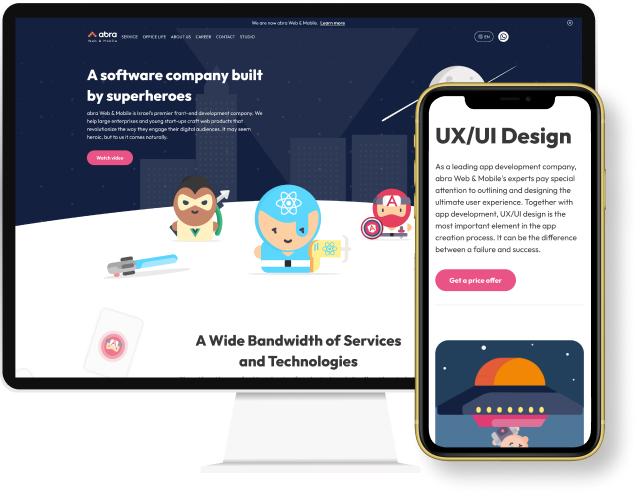 We are now abra Web & Mobile. Learn more
abra
Web & Mobile
SERVICE OFFICE LIFE ABOUT US CAREER CONTACT STUDIO
EN
A software company built
by superheroes
abra Web & Mobile is Israel's premier front-end development company. We
help large enterprises and young start-ups craft web products that
revolutionize the way they engage their digital audiences. It may seem
heroic, but to us it comes naturally.
Watch video
A
A
A Wide Bandwidth of Services
and Technologies
UX/UI Design
As a leading app development company,
abra Web & Mobile's experts pay special
attention to outlining and designing the
ultimate user experience. Together with
app development, UX/UI design is the
most important element in the app
creation process. It can be the difference
between a failure and success.
Get a price offer